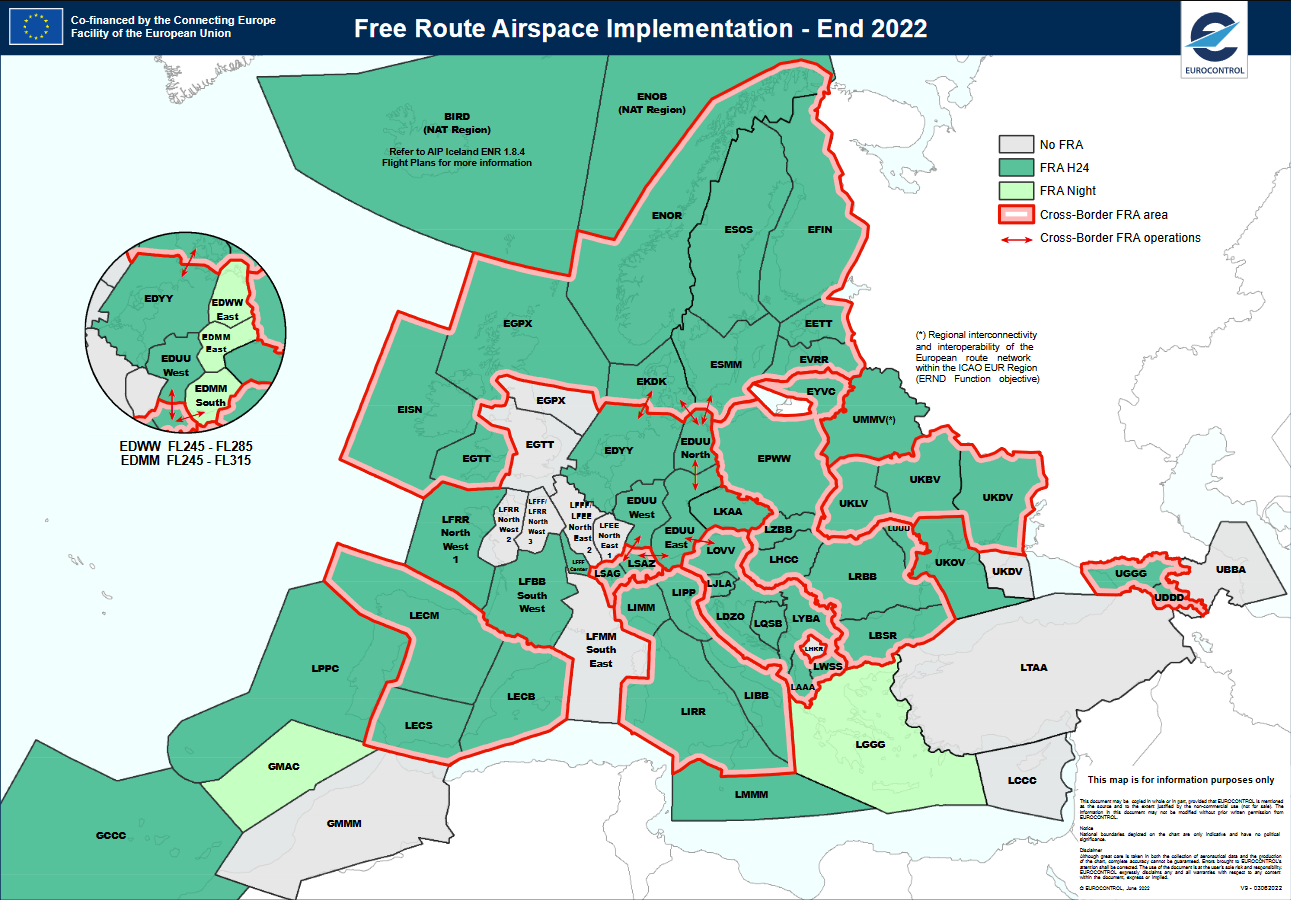 Co-financed by the Connecting Europe
Facility of the European Union
Free Route Airspace Implementation - End 2022
EUROCONTROL
BIRD
(NAT Region)
Refer to AIP Iceland ENR 1.8.4
Flight Plans for more information
ENOB
(NAT Region)
No FRA
FRA H24
FRA Night
Cross-Border FRA area
Cross-Border FRA operations
(*) Regional interconnectivity
and interoperability of the
European route network
within the ICAO EUR Region
(ERND Function objective)
ENOR
ESOS
EFIN
EGPX
EETT
EVRR
ESMM
EKDK
EYVC
EGPX
EISN
UMMV(*)
EGTT
EGTT
EDYY
EDUU
North
EPWW
UKLV
UKBV
UKDV
EDYY
EDWW
East
EDMM
East
EDUU
West
EDMM
South
EDWW FL245 - FL285
EDMM FL245 - FL315
LFRR
North
West
1
LFRR
North
West
2
LFFF/
LFRR
North
West
3
LFFF/
LFEE
North
East
2
LFEE
North
East
1
EDUU
West
EDUU
East
LKAA
LZBB
LOVV
LHCC
LUUU
LRBB
UKOV
UKDV
UGGG
UDDD
UBBA
LFFF
Center
LSAG
LSAZ
LFBB
South
West
LIMM
LIPP
LJLA
LDZO
LQSB
LYBA
LHKR
LWSS
LAAA
LBSR
LECM
LFMM
South
East
LPPC
LECB
LECS
LIRR
LIBB
LTAA
LGGG
LCCC
GMAC
GMMM
GCCC
LMMM
This map is for information purposes only
This document may be copied in whole or in part, provided that EUROCONTROL is mentioned
as the source and to the extent justified by the non-commercial use (not for sale). The
information in this document may not be modified without prior written permission from
EUROCONTROL.
Notice
National boundaries depicted on the chart are only indicative and have no political
significance.
Disclaimer
Although great care is taken in both the collection of aeronautical data and the production
of the chart, complete accuracy cannot be guaranteed. Errors brought to EUROCONTROL's
attention shall be corrected. The use of the document is at the user's sole risk and responsibility.
EUROCONTROL expressly disclaims any and all warranties with respect to any content
within the document, express or implied.
© EUROCONTROL, June 2022
V9 - 03062022